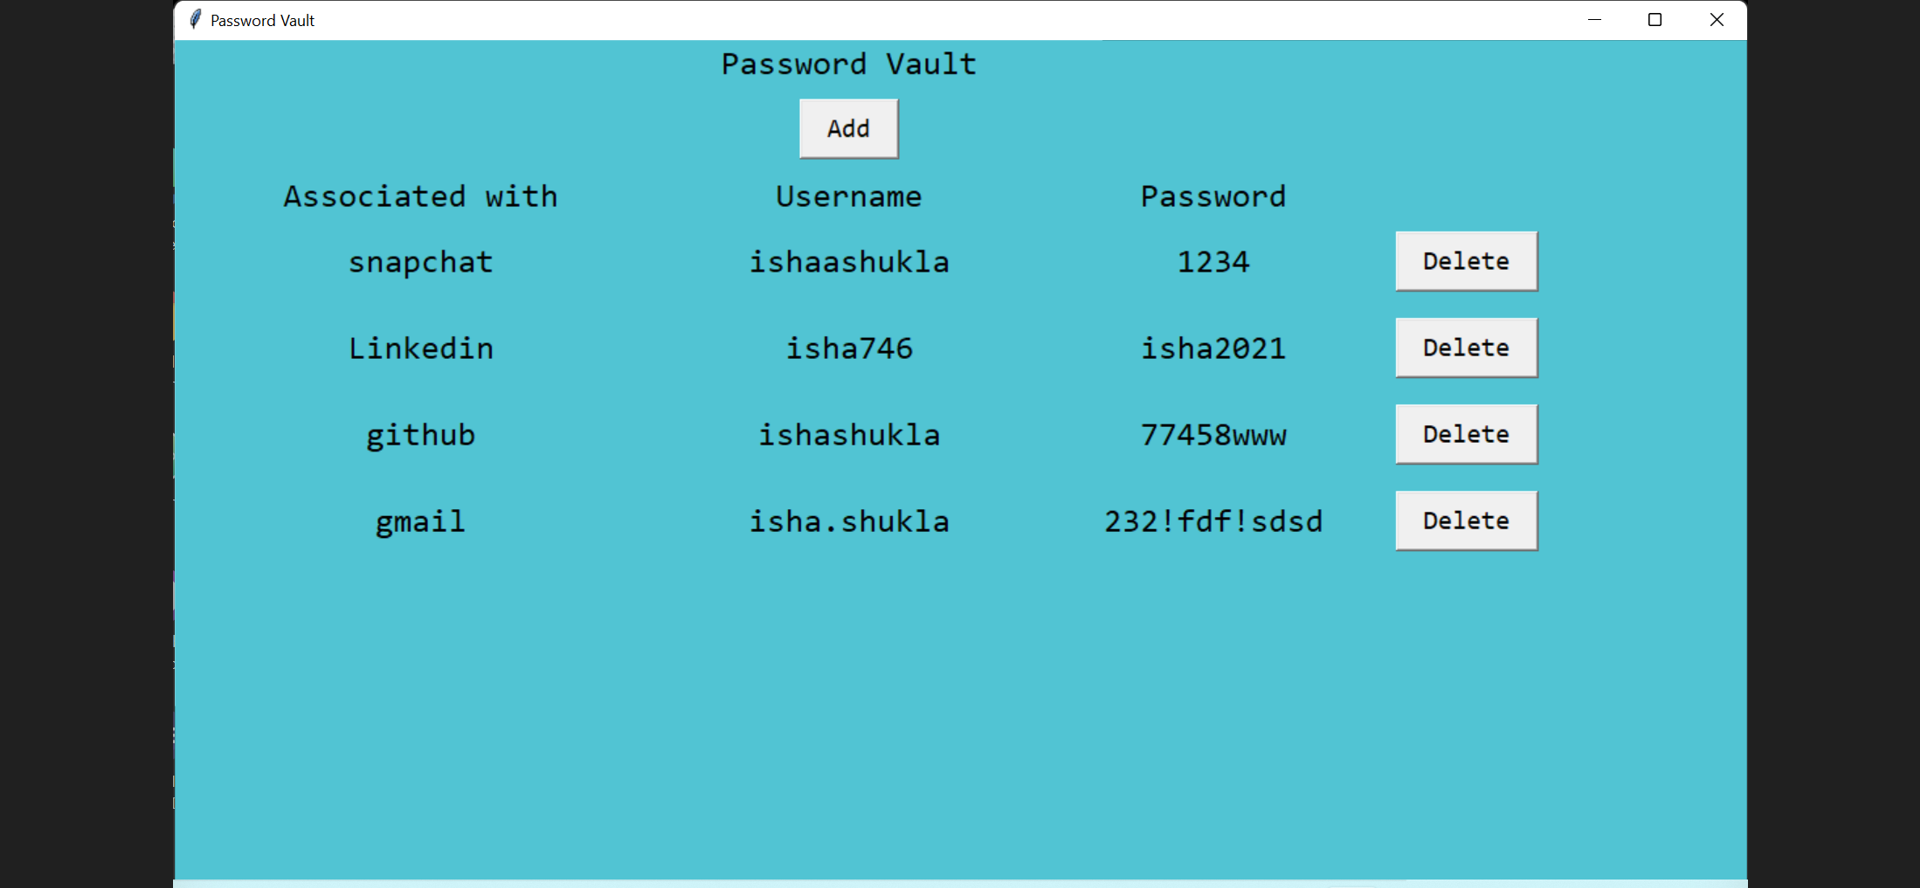 Password Vault
Password Vault
Add
Associated with Username Password
snapchat ishaashukla 1234 Delete
Linkedin isha746 isha2021 Delete
github ishashukla 77458www Delete
gmail isha.shukla 232!fdf!sdsd Delete